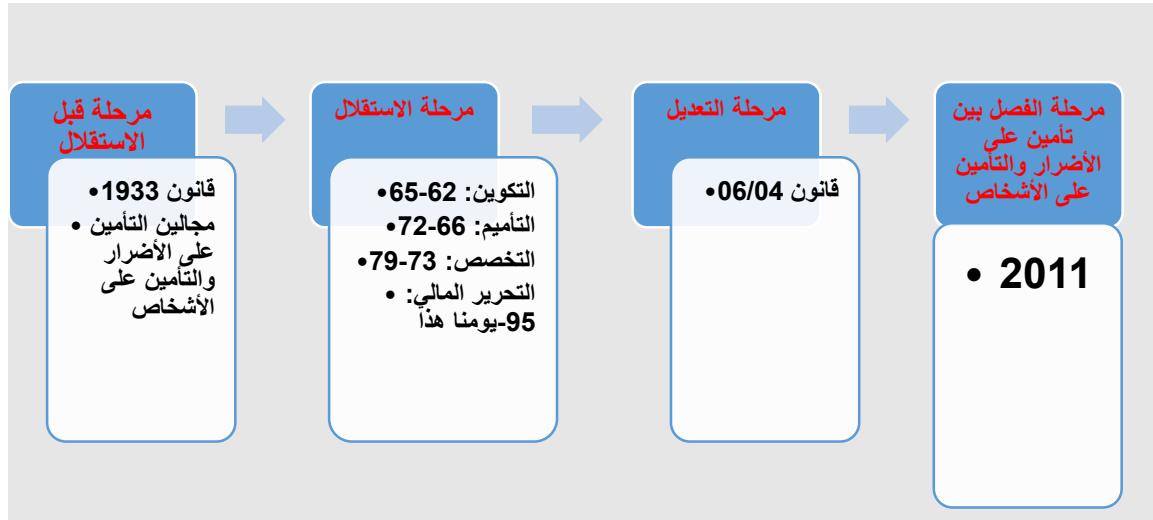 مرحلة قبل
الاستقلال
•قانون 1933
• مجالين التأمين
على الأضرار
والتأمين على
الأشخاص
مرحلة الاستقلال
•التكوين: 62-65
•التأميم: 66-72
•التخصص: 73-79
• التحرير المالي:
95-يومنا هذا
مرحلة التعديل
•قانون 06/04
مرحلة الفصل بين
تأمين على
الأضرار والتأمين
على الأشخاص
• 2011